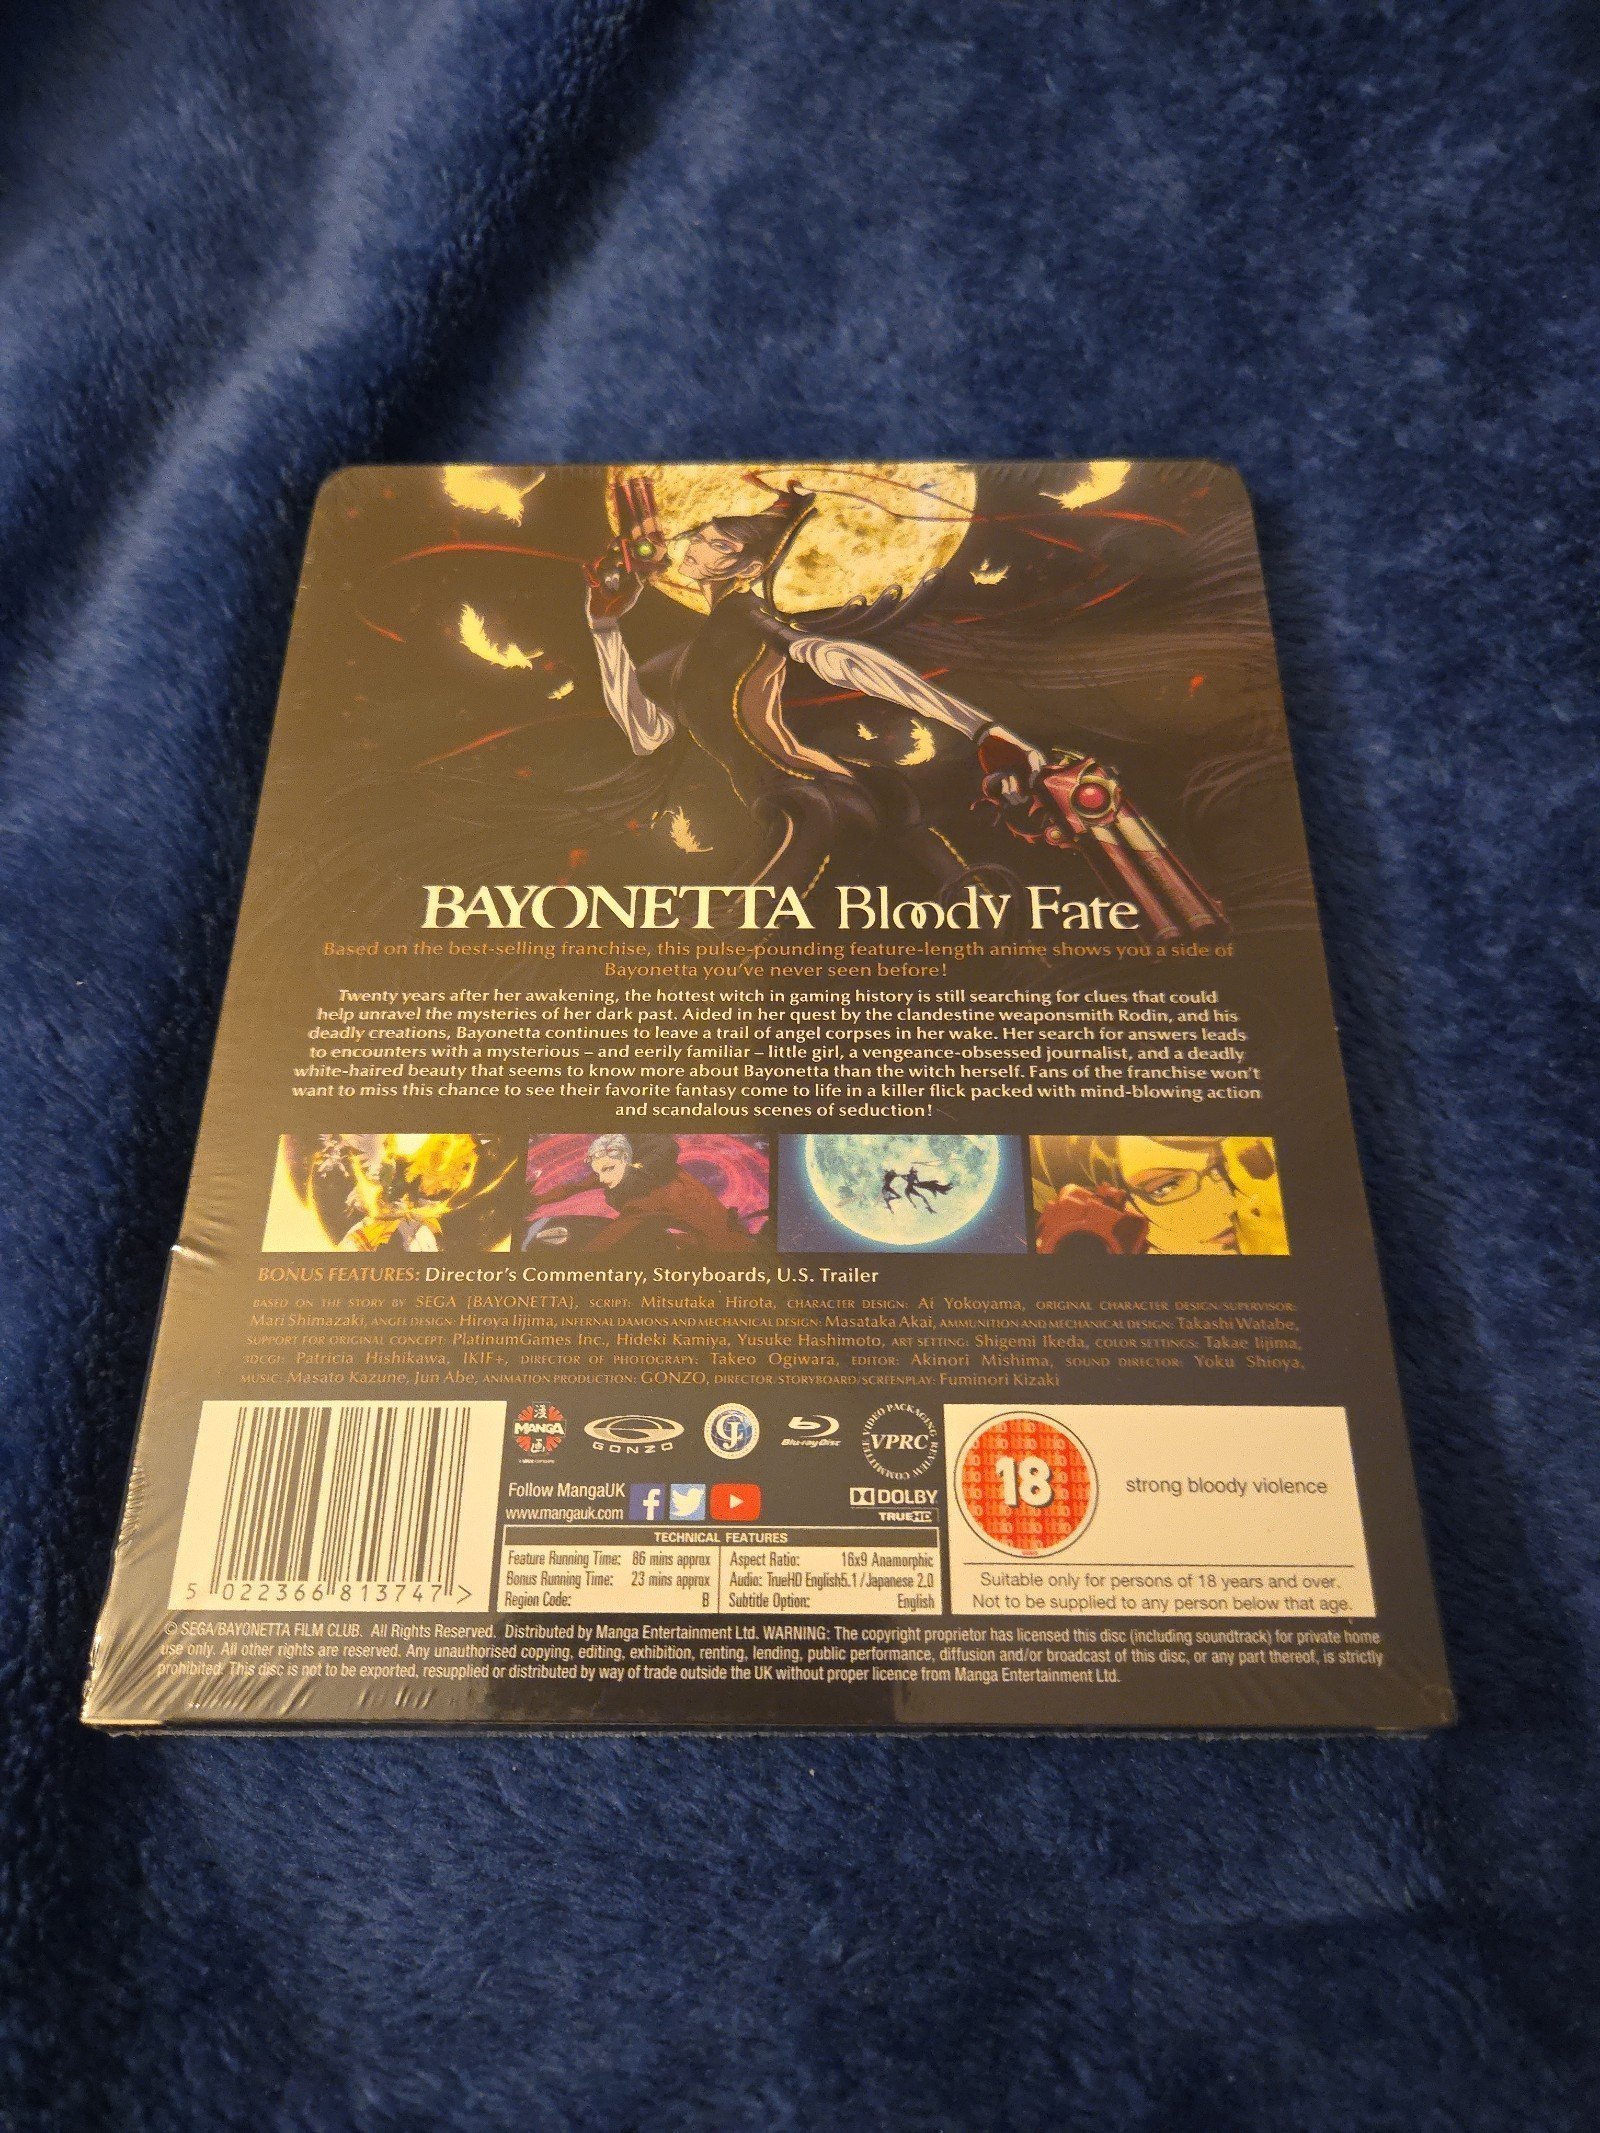 BAYONETTA Bloody Fate
Based on the best-selling franchise, this pulse-pounding feature-length anime shows you a side of
Bayonetta you've never seen before!
Twenty years after her awakening, the hottest witch in gaming history is still searching for clues that could
help unravel the mysteries of her dark past. Aided in her quest by the clandestine weaponsmith Rodin, and his
deadly creations, Bayonetta continues to leave a trail of angel corpses in her wake. Her search for answers leads
to encounters with a mysterious – and eerily familiar – little girl, a vengeance-obsessed journalist, and a deadly
white-haired beauty that seems to know more about Bayonetta than the witch herself. Fans of the franchise won't
want to miss this chance to see their favorite fantasy come to life in a killer flick packed with mind-blowing action
and scandalous scenes of seduction!
BONUS FEATURES: Director's Commentary, Storyboards, U.S. Trailer
BASED ON THE STORY BY SEGA [BAYONETTA], SCRIPT: Mitsutaka Hirota, CHARACTER DESIGN: Ai Yokoyama, ORIGINAL CHARACTER DESIGN/SUPERVISOR:
Mari Shimazaki, ANGEL DESIGN: Hiroya Iijima, INFERNAL DAMONS AND MECHANICAL DESIGN: Masataka Akai, AMMUNITION AND MECHANICAL DESIGN: Takashi Watabe,
SUPPORT FOR ORIGINAL CONCEPT: PlatinumGames Inc., Hideki Kamiya, Yusuke Hashimoto, ART SETTING: Shigemi Ikeda, COLOR SETTINGS: Takae Iijima,
3DCGI: Patricia Hishikawa, IKIF+, DIRECTOR OF PHOTOGRAPY: Takeo Ogiwara, EDITOR: Akinori Mishima, SOUND DIRECTOR: Yoku Shioya,
MUSIC: Masato Kazune, Jun Abe, ANIMATION PRODUCTION: GONZO, DIRECTOR/STORYBOARD/SCREENPLAY: Fuminori Kizaki
漫
MANGA
画
GONZO
Blu-ray Disc
VIDEO PACKAGING REVIEW COMMITTEE
VPRC
Follow MangaUK
www.mangauk.com
DOLBY
TRUEHD
TECHNICAL FEATURES
Feature Running Time: 86 mins approx
Bonus Running Time: 23 mins approx
Region Code: B
Aspect Ratio: 16x9 Anamorphic
Audio: TrueHD English5.1 / Japanese 2.0
Subtitle Option: English
18
strong bloody violence
Suitable only for persons of 18 years and over.
Not to be supplied to any person below that age.
5 022366 813747 >
© SEGA/BAYONETTA FILM CLUB. All Rights Reserved. Distributed by Manga Entertainment Ltd. WARNING: The copyright proprietor has licensed this disc (including soundtrack) for private home
use only. All other rights are reserved. Any unauthorised copying, editing, exhibition, renting, lending, public performance, diffusion and/or broadcast of this disc, or any part thereof, is strictly
prohibited. This disc is not to be exported, resupplied or distributed by way of trade outside the UK without proper licence from Manga Entertainment Ltd.